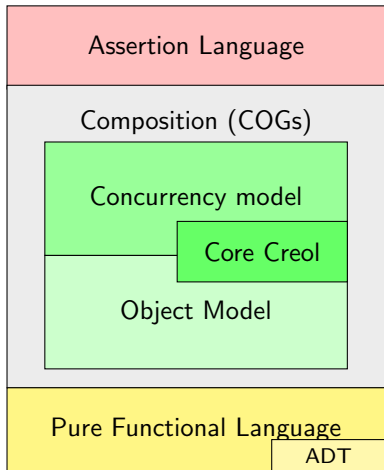 Assertion Language
Composition (COGs)
Concurrency model
Core Creol
Object Model
Pure Functional Language
ADT